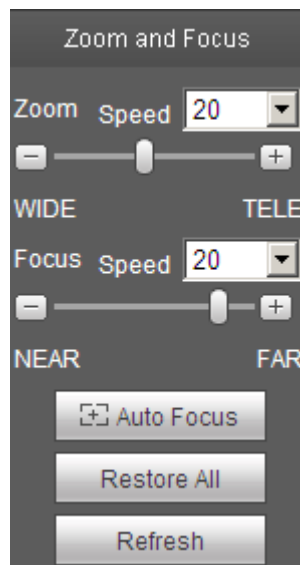 Zoom and Focus
Zoom Speed 20
WIDE TELE
Focus Speed 20
NEAR FAR
Auto Focus
Restore All
Refresh